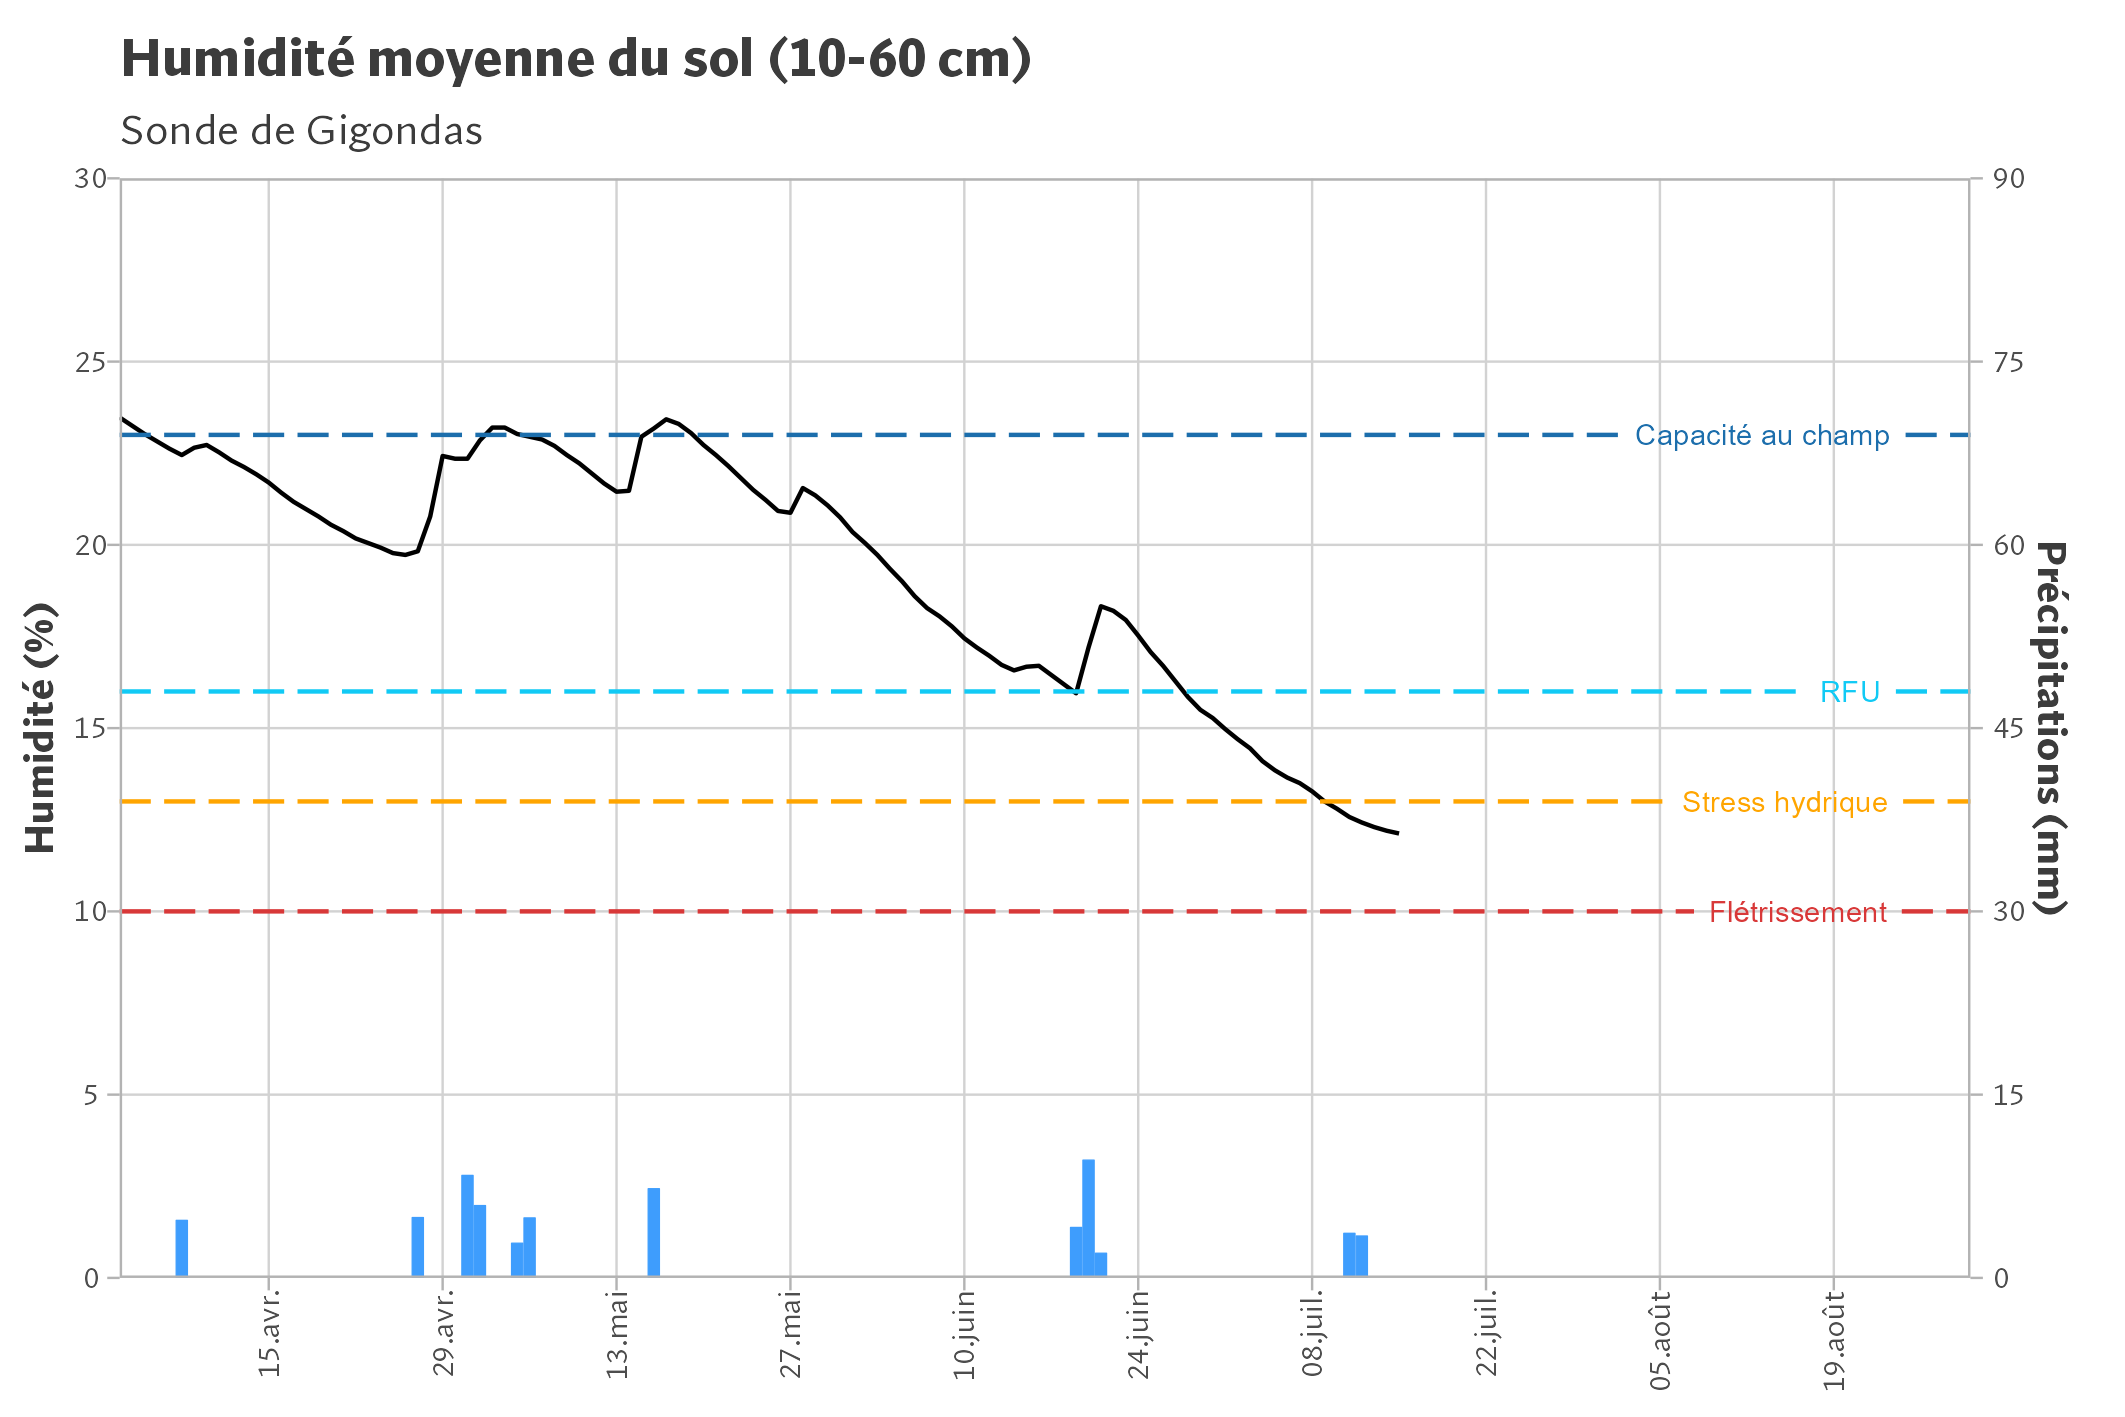 Humidité moyenne du sol (10-60 cm)
Sonde de Gigondas
30
25
20
15
10
5
0
Humidité (%)
Capacité au champ
RFU
Stress hydrique
Flétrissement
90
75
60
45
30
15
0
Précipitations (mm)
15.avr.
29.avr.
13.mai
27.mai
10.juin
24.juin
08.juil.
22.juil.
05.août
19.août